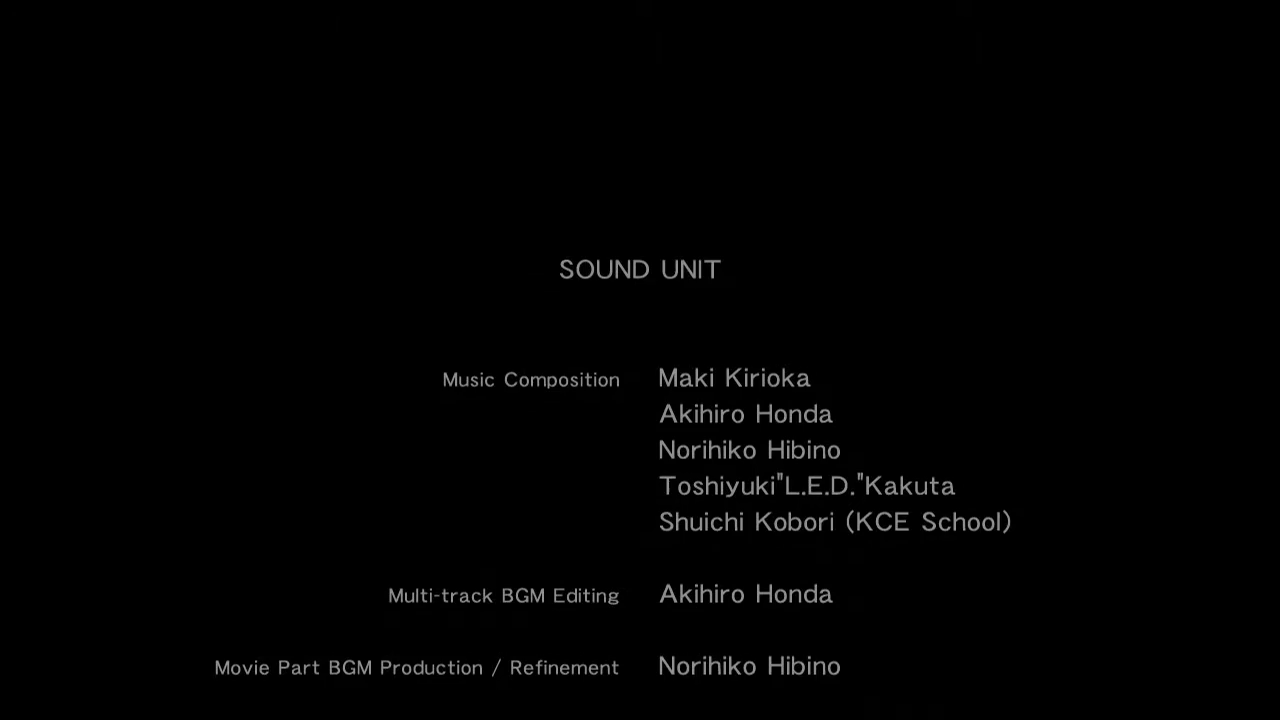 SOUND UNIT
Music Composition Maki Kirioka
Akihiro Honda
Norihiko Hibino
Toshiyuki"L.E.D."Kakuta
Shuichi Kobori (KCE School)
Multi-track BGM Editing Akihiro Honda
Movie Part BGM Production / Refinement Norihiko Hibino